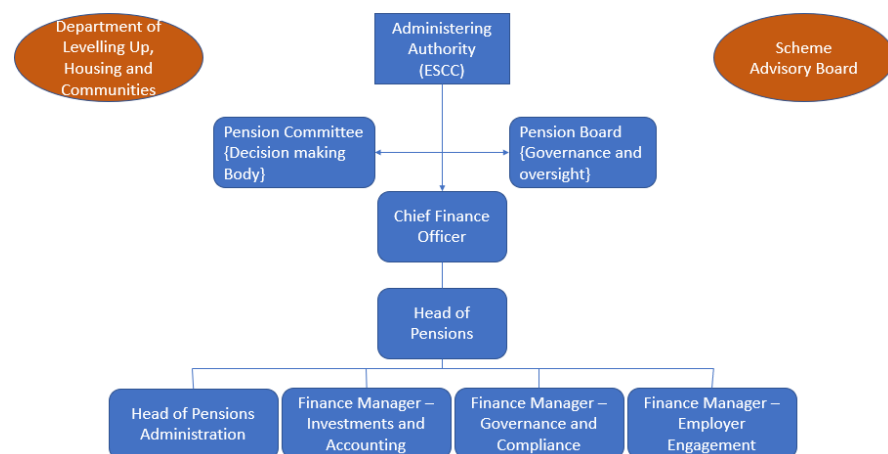 Department of
Levelling Up,
Housing and
Communities
Administering
Authority
(ESCC)
Scheme
Advisory Board
Pension Committee
{Decision making
Body}
Pension Board
{Governance and
oversight}
Chief Finance
Officer
Head of
Pensions
Head of Pensions
Administration
Finance Manager –
Investments and
Accounting
Finance Manager –
Governance and
Compliance
Finance Manager –
Employer
Engagement